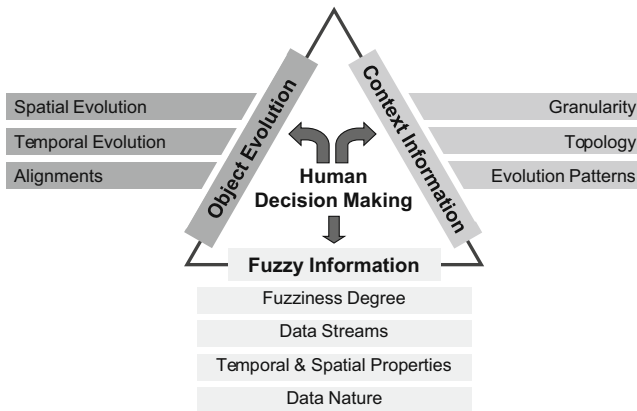 Spatial Evolution
Temporal Evolution
Alignments
Object Evolution
Context Information
Granularity
Topology
Evolution Patterns
Human
Decision Making
Fuzzy Information
Fuzziness Degree
Data Streams
Temporal & Spatial Properties
Data Nature